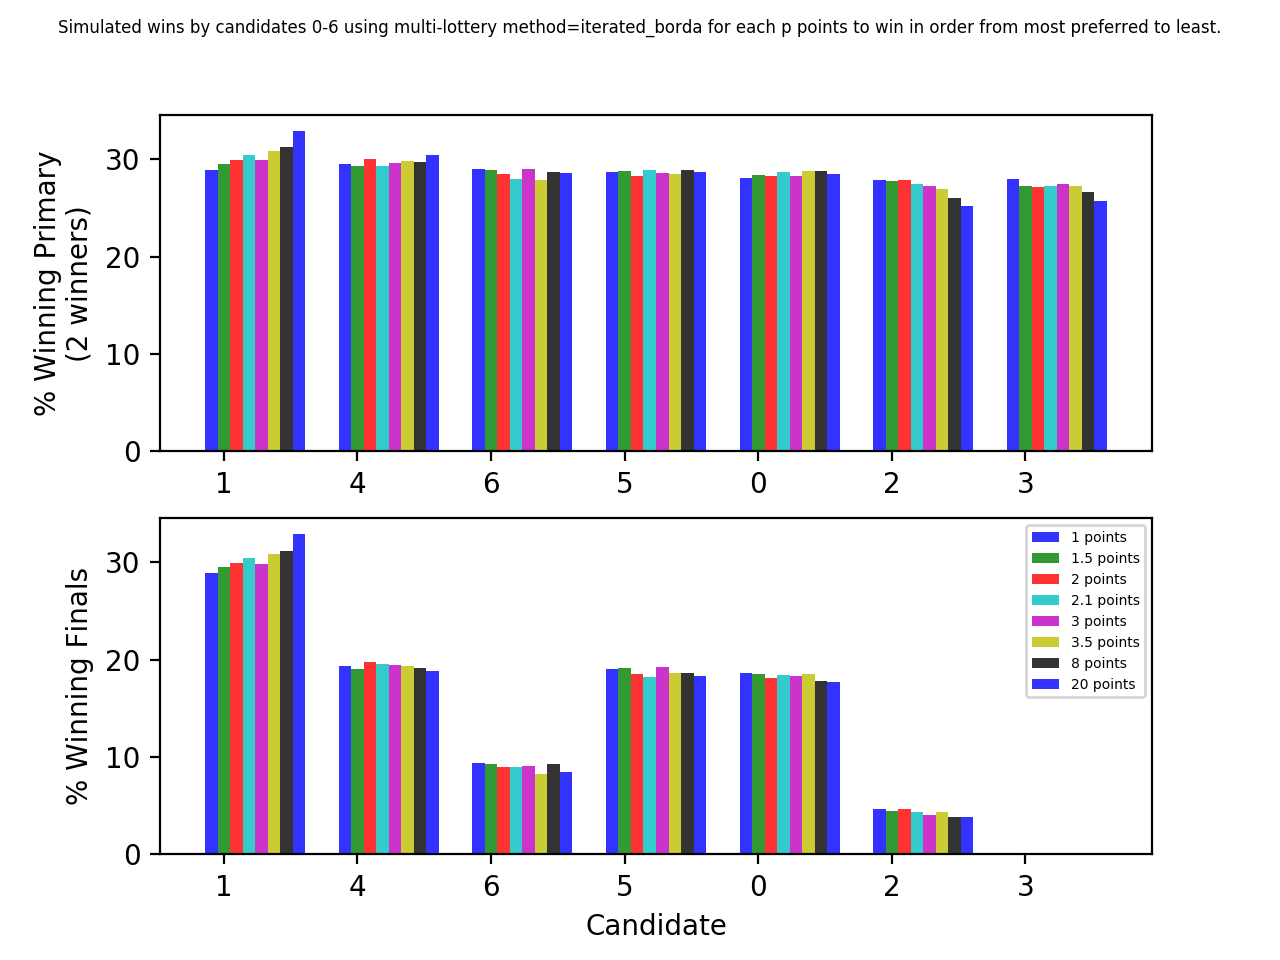 Simulated wins by candidates 0-6 using multi-lottery method=iterated_borda for each p points to win in order from most preferred to least.
% Winning Primary
(2 winners)
30
20
10
0
1 4 6 5 0 2 3
% Winning Finals
30
20
10
0
1 points
1.5 points
2 points
2.1 points
3 points
3.5 points
8 points
20 points
1 4 6 5 0 2 3
Candidate